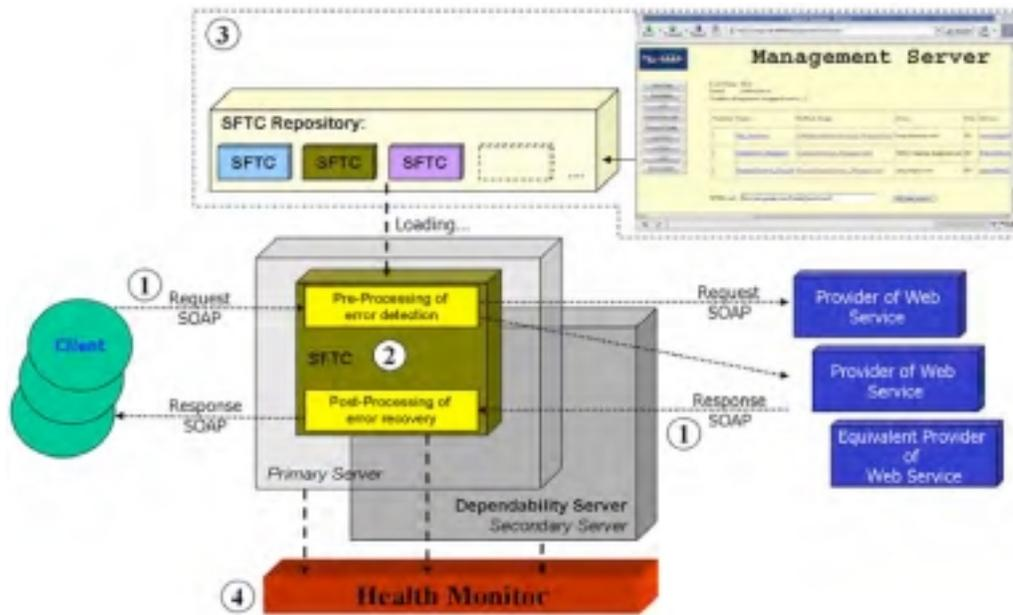 3
Management Server
SFTC Repository:
SFTC
SFTC
SFTC
...
Loading...
1
Request
SOAP
Client
Response
SOAP
Pre-Processing of
error detection
SFTC
2
Post-Processing of
error recovery
Primary Server
Dependability Server
Secondary Server
Request
SOAP
Response
SOAP
1
Provider of Web
Service
Provider of Web
Service
Equivalent Provider
of
Web Service
4
Health Monitor